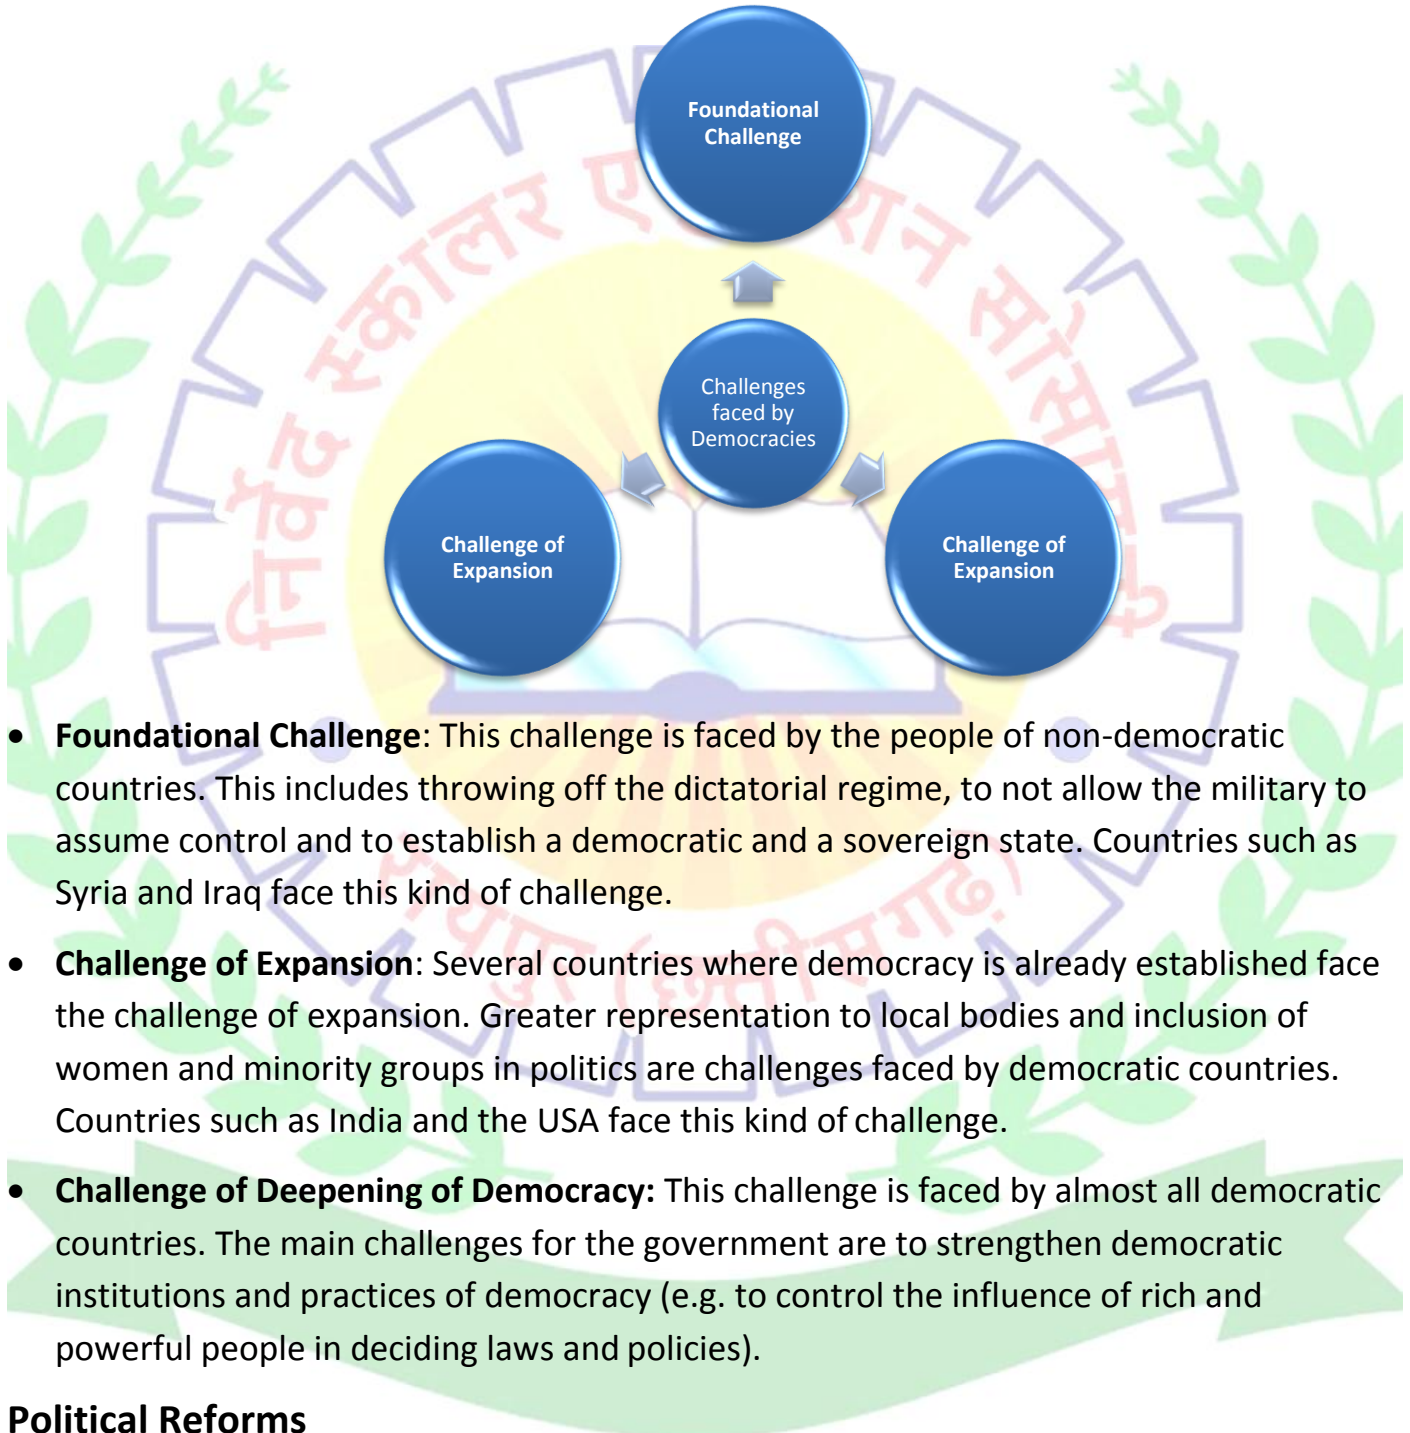 Foundational
Challenge
Challenges
faced by
Democracies
Challenge of
Expansion
Challenge of
Expansion
• Foundational Challenge: This challenge is faced by the people of non-democratic
countries. This includes throwing off the dictatorial regime, to not allow the military to
assume control and to establish a democratic and a sovereign state. Countries such as
Syria and Iraq face this kind of challenge.
• Challenge of Expansion: Several countries where democracy is already established face
the challenge of expansion. Greater representation to local bodies and inclusion of
women and minority groups in politics are challenges faced by democratic countries.
Countries such as India and the USA face this kind of challenge.
• Challenge of Deepening of Democracy: This challenge is faced by almost all democratic
countries. The main challenges for the government are to strengthen democratic
institutions and practices of democracy (e.g. to control the influence of rich and
powerful people in deciding laws and policies).
Political Reforms
निर्वेद स्कालर
रायपुर (छत्तीसगढ़)